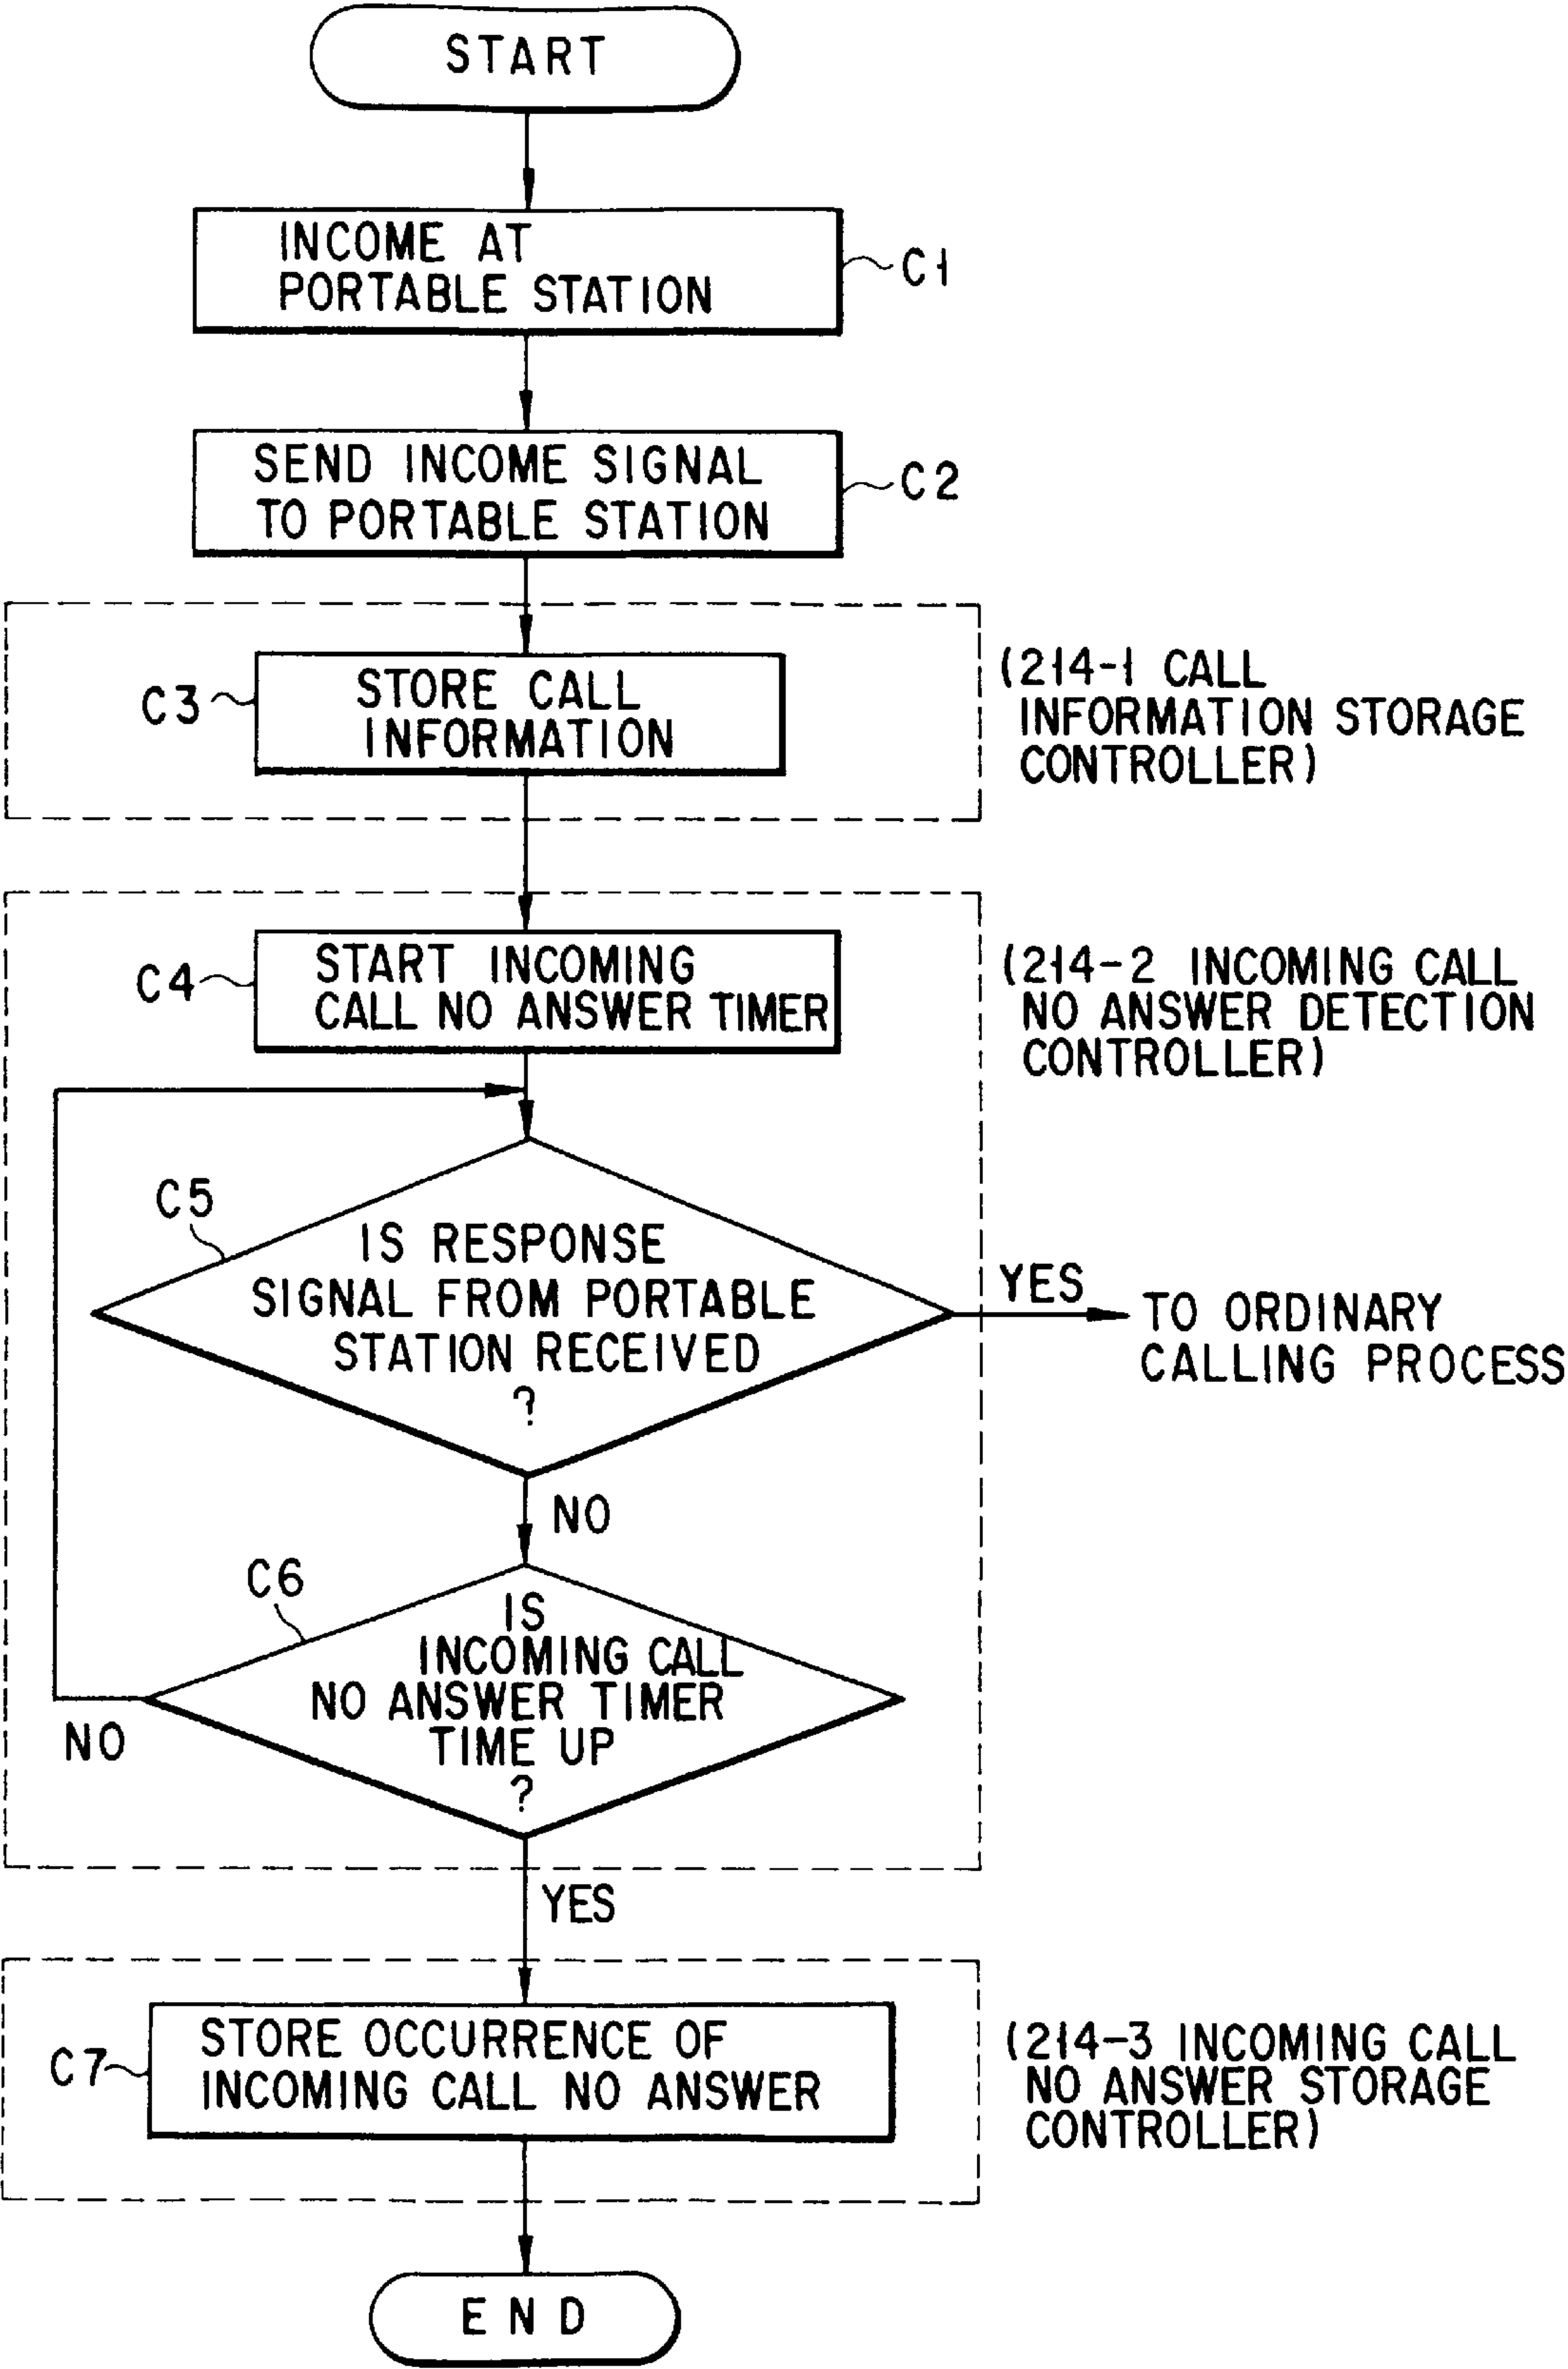 START
INCOME AT
PORTABLE STATION
C1
SEND INCOME SIGNAL
TO PORTABLE STATION
C2
C3
STORE CALL
INFORMATION
(214-1 CALL
INFORMATION STORAGE
CONTROLLER)
C4
START INCOMING
CALL NO ANSWER TIMER
(214-2 INCOMING CALL
NO ANSWER DETECTION
CONTROLLER)
C5
IS RESPONSE
SIGNAL FROM PORTABLE
STATION RECEIVED
?
YES
TO ORDINARY
CALLING PROCESS
NO
C6
IS
INCOMING CALL
NO ANSWER TIMER
TIME UP
?
NO
YES
C7
STORE OCCURRENCE OF
INCOMING CALL NO ANSWER
(214-3 INCOMING CALL
NO ANSWER STORAGE
CONTROLLER)
END